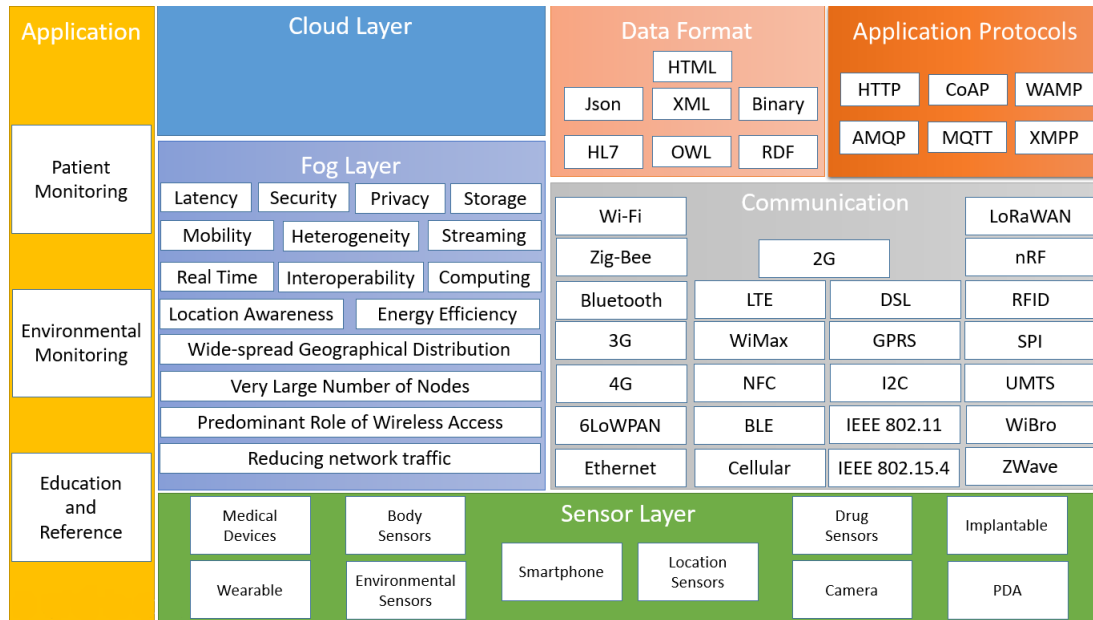 Application
Patient
Monitoring
Environmental
Monitoring
Education
and
Reference
Cloud Layer
Fog Layer
Latency
Security
Privacy
Storage
Mobility
Heterogeneity
Streaming
Real Time
Interoperability
Computing
Location Awareness
Energy Efficiency
Wide-spread Geographical Distribution
Very Large Number of Nodes
Predominant Role of Wireless Access
Reducing network traffic
Data Format
HTML
Json
XML
Binary
HL7
OWL
RDF
Application Protocols
HTTP
CoAP
WAMP
AMQP
MQTT
XMPP
Communication
Wi-Fi
LoRaWAN
Zig-Bee
2G
nRF
Bluetooth
LTE
DSL
RFID
3G
WiMax
GPRS
SPI
4G
NFC
I2C
UMTS
6LoWPAN
BLE
IEEE 802.11
WiBro
Ethernet
Cellular
IEEE 802.15.4
ZWave
Sensor Layer
Medical
Devices
Body
Sensors
Smartphone
Location
Sensors
Drug
Sensors
Implantable
Wearable
Environmental
Sensors
Camera
PDA